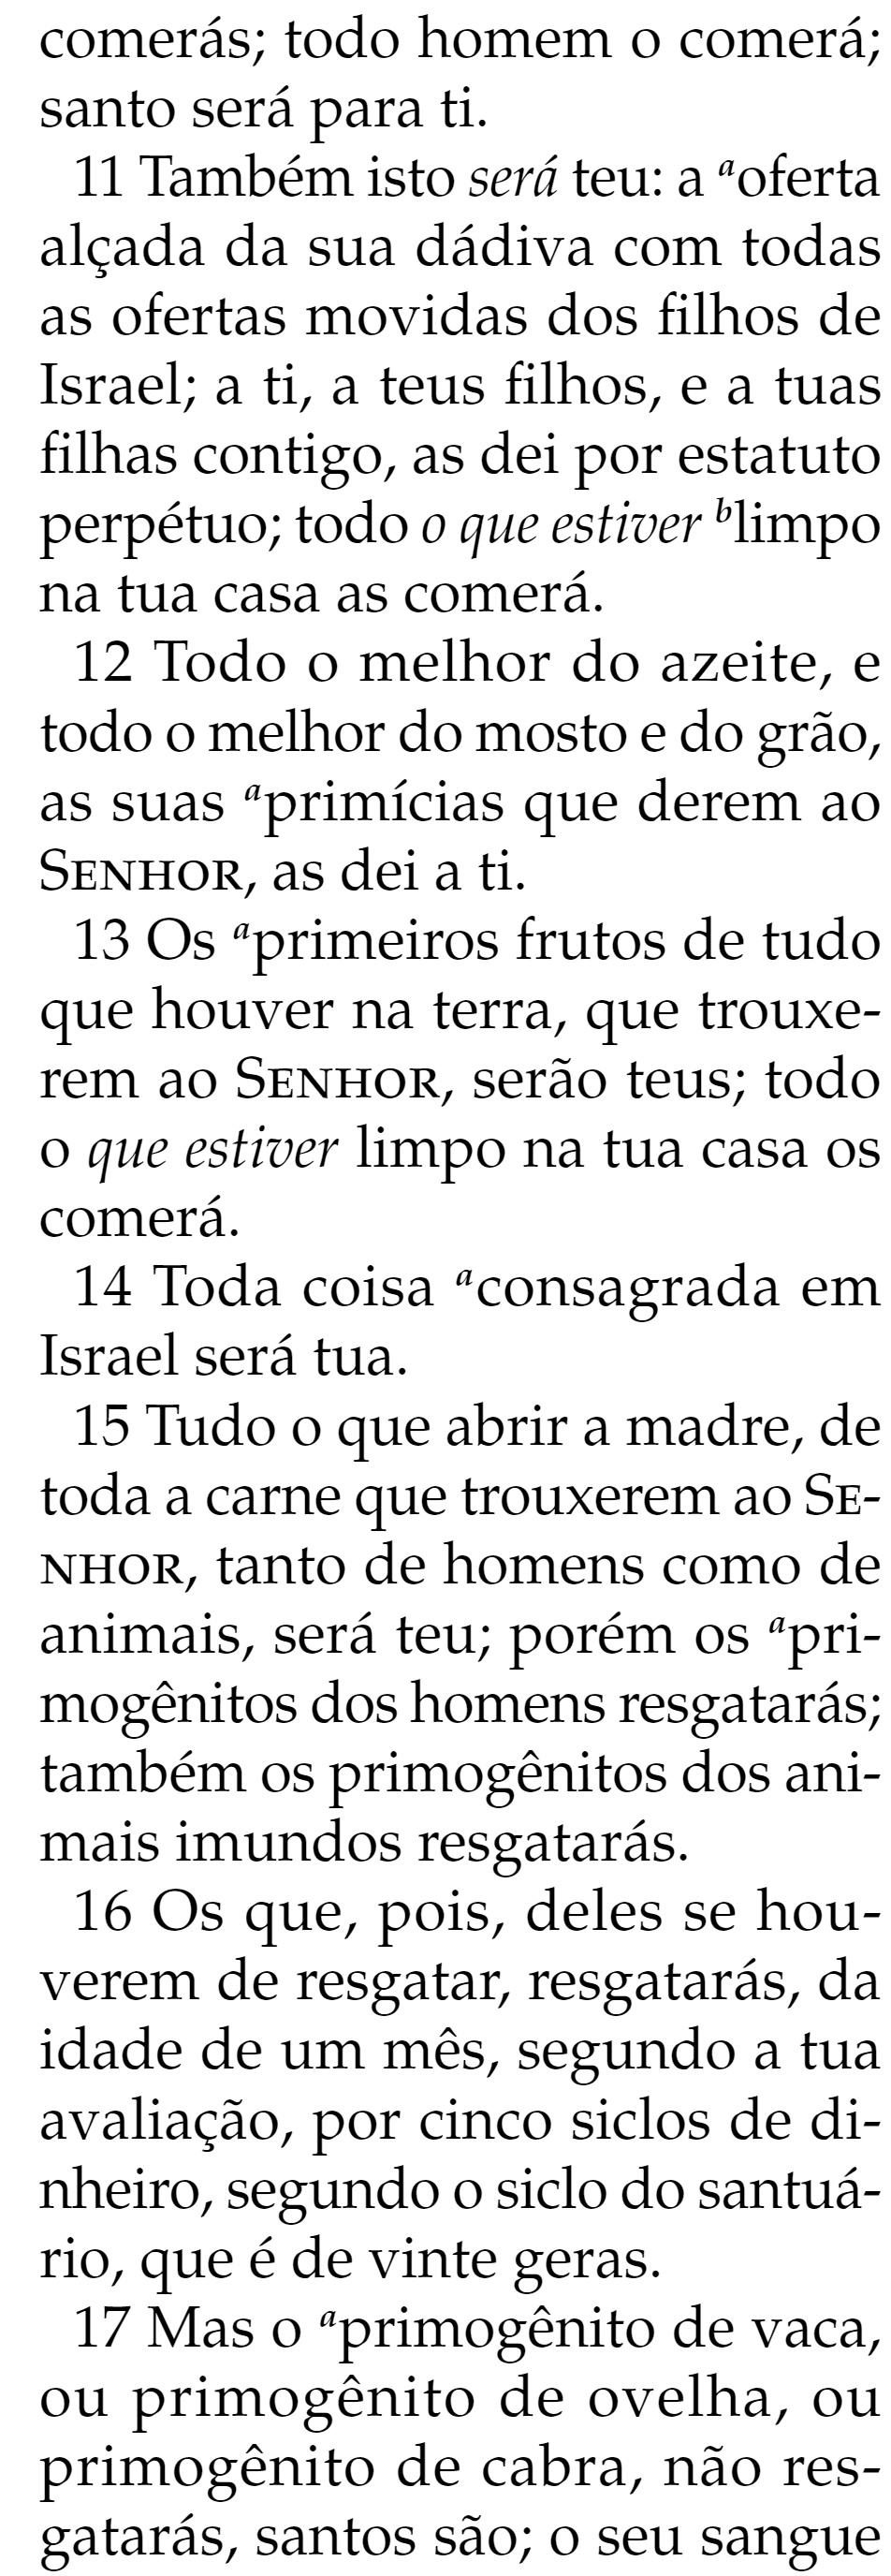 comerás; todo homem o comerá;
santo será para ti.
11 Também isto será teu: a ᵃoferta
alçada da sua dádiva com todas
as ofertas movidas dos filhos de
Israel; a ti, a teus filhos, e a tuas
filhas contigo, as dei por estatuto
perpétuo; todo o que estiver ᵇlimpo
na tua casa as comerá.
12 Todo o melhor do azeite, e
todo o melhor do mosto e do grão,
as suas ᵃprimícias que derem ao
SENHOR, as dei a ti.
13 Os ᵃprimeiros frutos de tudo
que houver na terra, que trouxe-
rem ao SENHOR, serão teus; todo
o que estiver limpo na tua casa os
comerá.
14 Toda coisa ᵃconsagrada em
Israel será tua.
15 Tudo o que abrir a madre, de
toda a carne que trouxerem ao SE-
NHOR, tanto de homens como de
animais, será teu; porém os ᵃpri-
mogênitos dos homens resgatarás;
também os primogênitos dos ani-
mais imundos resgatarás.
16 Os que, pois, deles se hou-
verem de resgatar, resgatarás, da
idade de um mês, segundo a tua
avaliação, por cinco siclos de di-
nheiro, segundo o siclo do santuá-
rio, que é de vinte geras.
17 Mas o ᵃprimogênito de vaca,
ou primogênito de ovelha, ou
primogênito de cabra, não res-
gatarás, santos são; o seu sangue